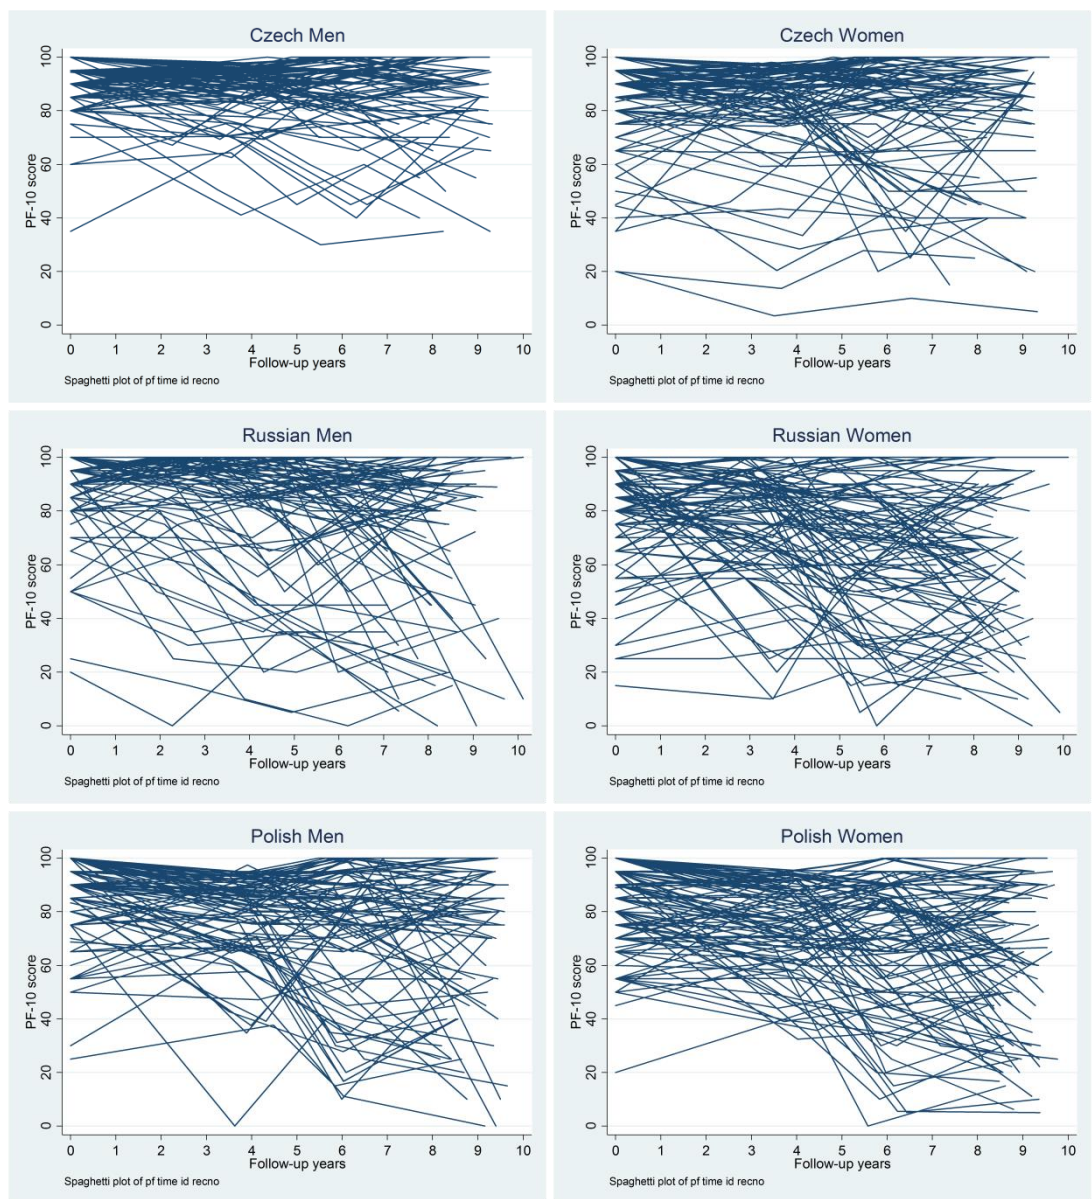 Czech Men
PF-10 score
100
80
60
40
20
0
0 1 2 3 4 5 6 7 8 9 10
Follow-up years
Spaghetti plot of pf time id recno
Czech Women
PF-10 score
100
80
60
40
20
0
0 1 2 3 4 5 6 7 8 9 10
Follow-up years
Spaghetti plot of pf time id recno
Russian Men
PF-10 score
100
80
60
40
20
0
0 1 2 3 4 5 6 7 8 9 10
Follow-up years
Spaghetti plot of pf time id recno
Russian Women
PF-10 score
100
80
60
40
20
0
0 1 2 3 4 5 6 7 8 9 10
Follow-up years
Spaghetti plot of pf time id recno
Polish Men
PF-10 score
100
80
60
40
20
0
0 1 2 3 4 5 6 7 8 9 10
Follow-up years
Spaghetti plot of pf time id recno
Polish Women
PF-10 score
100
80
60
40
20
0
0 1 2 3 4 5 6 7 8 9 10
Follow-up years
Spaghetti plot of pf time id recno